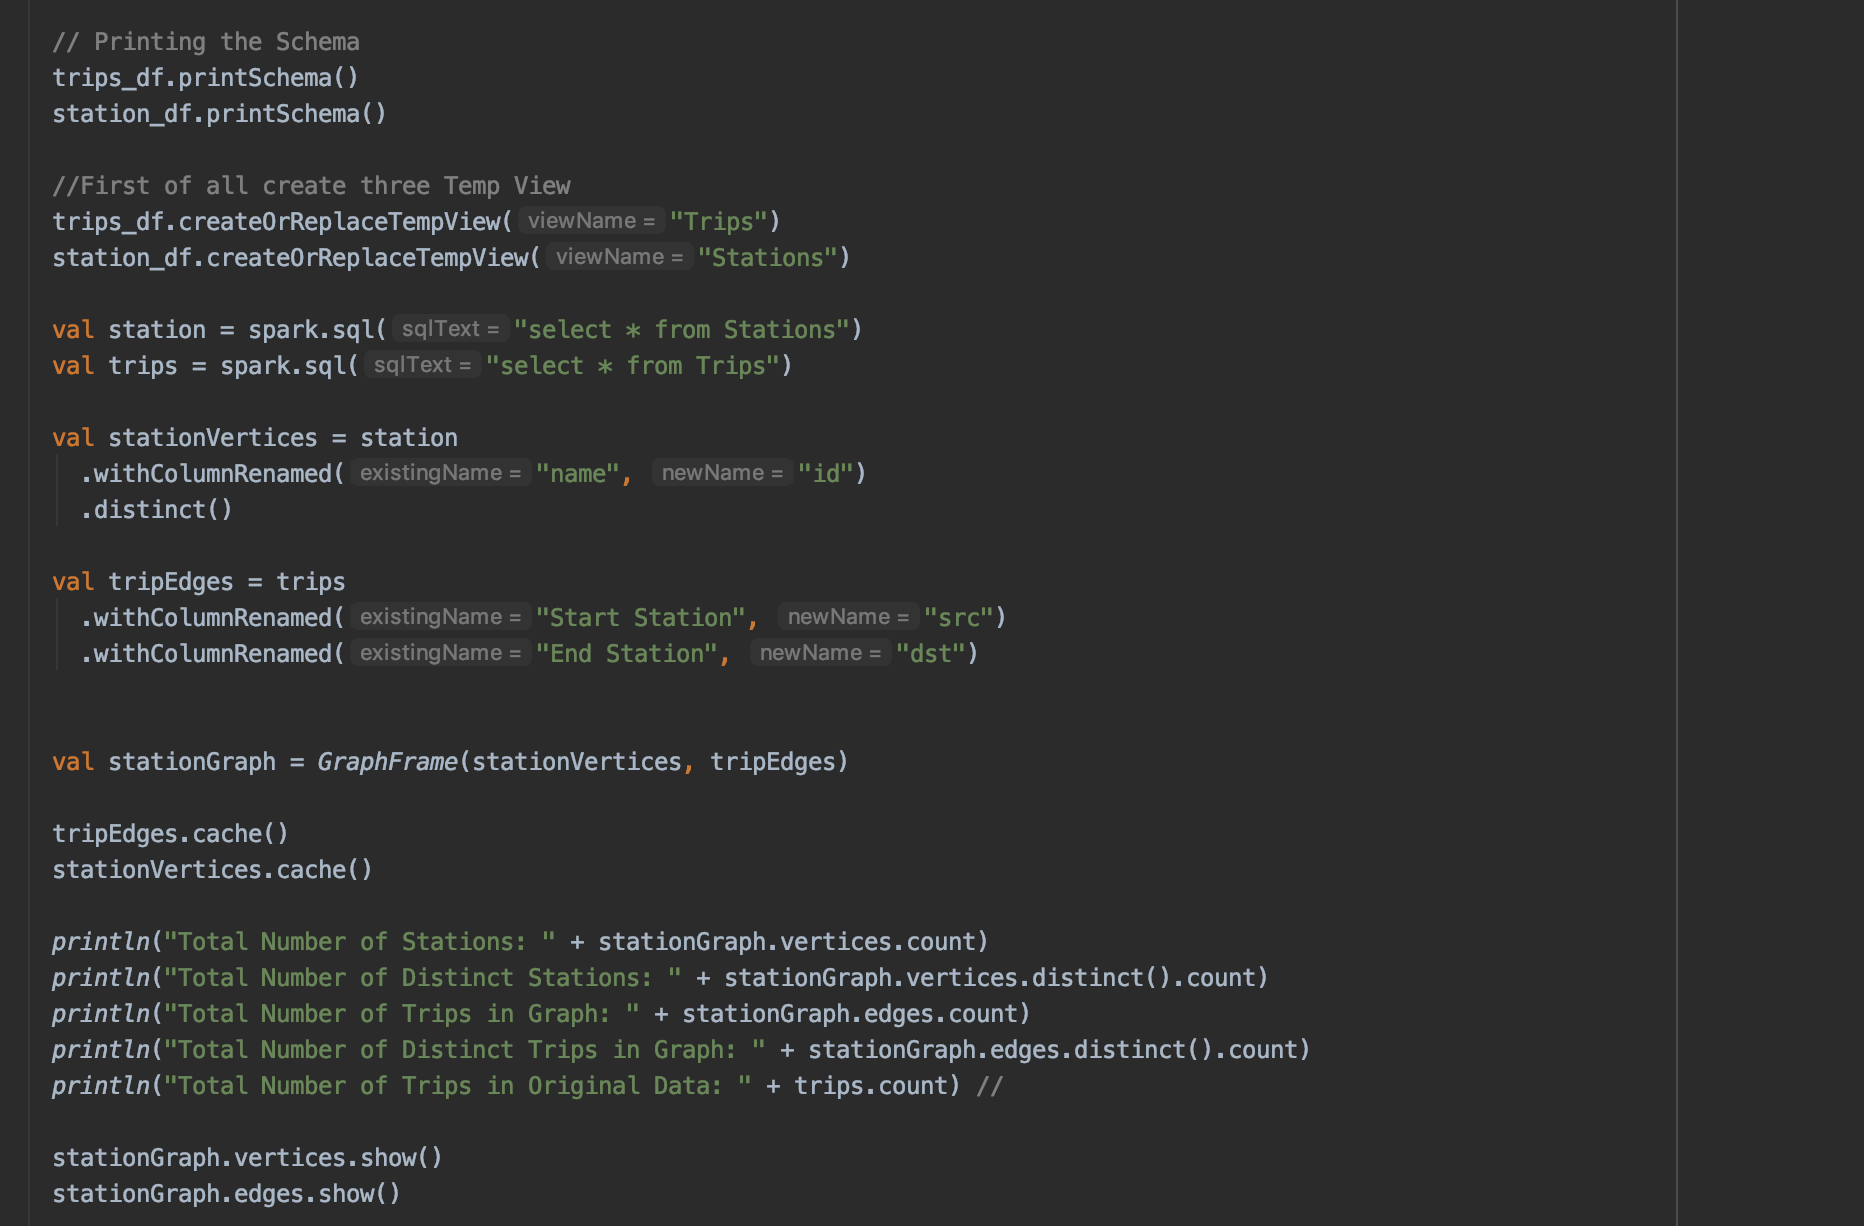 // Printing the Schema
trips_df.printSchema()
station_df.printSchema()
//First of all create three Temp View
trips_df.createOrReplaceTempView( viewName = "Trips")
station_df.createOrReplaceTempView( viewName = "Stations")
val station = spark.sql( sqlText = "select * from Stations")
val trips = spark.sql( sqlText = "select * from Trips")
val stationVertices = station
.withColumnRenamed( existingName = "name", newName = "id")
.distinct()
val tripEdges = trips
.withColumnRenamed( existingName = "Start Station", newName = "src")
.withColumnRenamed( existingName = "End Station", newName = "dst")
val stationGraph = GraphFrame(stationVertices, tripEdges)
tripEdges.cache()
stationVertices.cache()
println("Total Number of Stations: " + stationGraph.vertices.count)
println("Total Number of Distinct Stations: " + stationGraph.vertices.distinct().count)
println("Total Number of Trips in Graph: " + stationGraph.edges.count)
println("Total Number of Distinct Trips in Graph: " + stationGraph.edges.distinct().count)
println("Total Number of Trips in Original Data: " + trips.count) //
stationGraph.vertices.show()
stationGraph.edges.show()